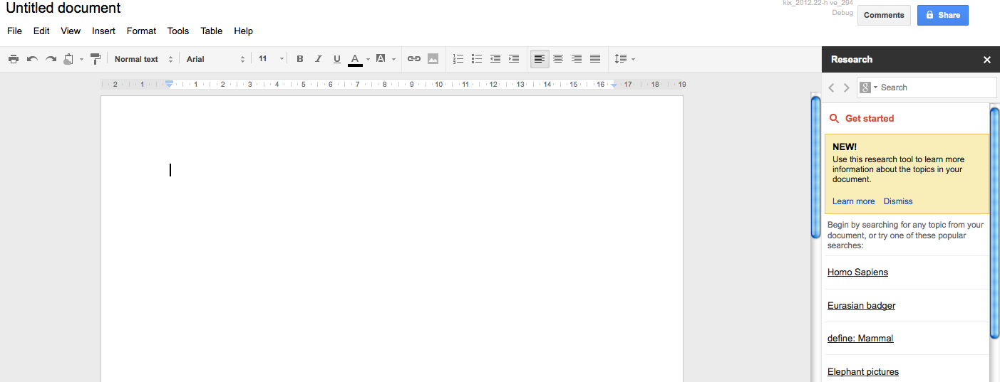 Untitled document
kix_2012.22-h ve_294
Debug
Comments
Share
File Edit View Insert Format Tools Table Help
Normal text Arial 11 B I U A A
Research
2 1 1 2 3 4 5 6 7 8 9 10 11 12 13 14 15 16 17 18 19
8 Search
Get started
NEW!
Use this research tool to learn more
information about the topics in your
document.
Learn more Dismiss
Begin by searching for any topic from your
document, or try one of these popular
searches:
Homo Sapiens
Eurasian badger
define: Mammal
Elephant pictures